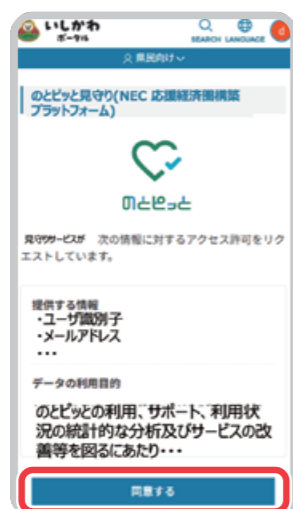 いしかわ
ポータル
SEARCH LANGUAGE
d
県民向け
のとピッと見守り(NEC 応援経済圏構築
プラットフォーム)
のとピっと
見守りサービスが 次の情報に対するアクセス許可をリク
エストしています。
提供する情報
・ユーザ識別子
・メールアドレス
・・・
データの利用目的
のとピッとの利用、サポート、利用状
況の統計的な分析及びサービスの改
善等を図るにあたり・・・
同意する